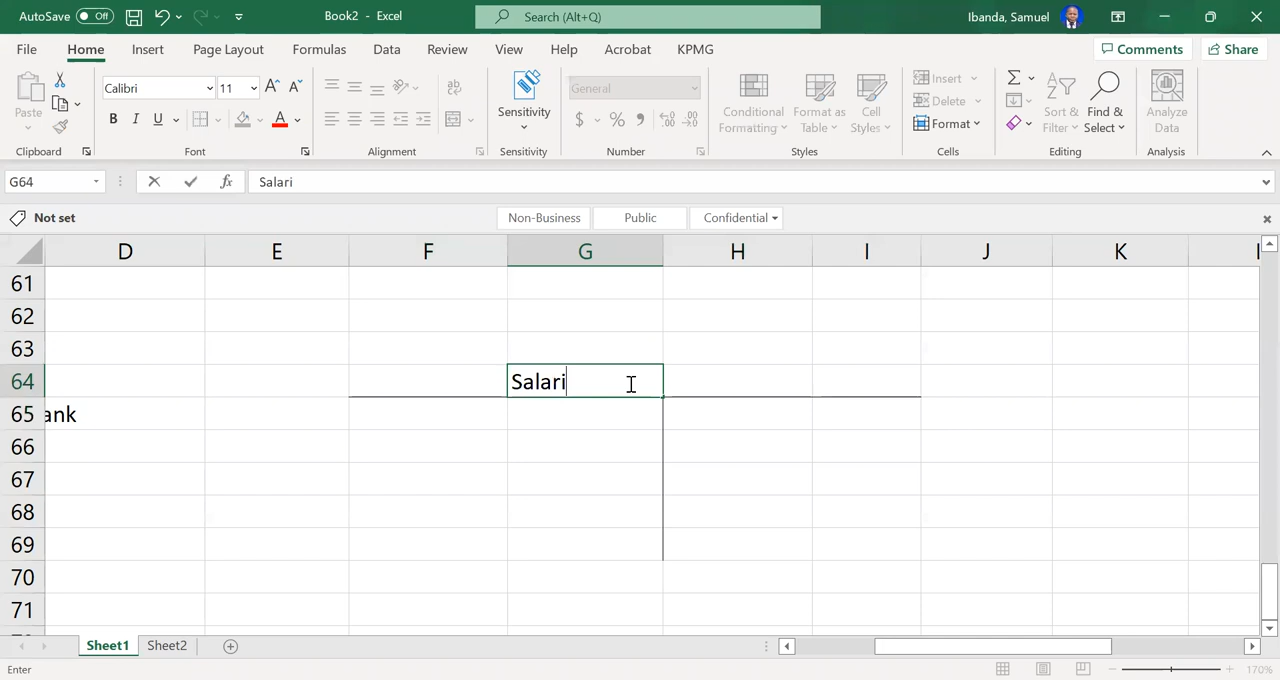 AutoSave Off Book2 - Excel Search (Alt+Q) Ibanda, Samuel
File Home Insert Page Layout Formulas Data Review View Help Acrobat KPMG Comments Share
Paste Calibri 11 A A General $ % Insert Delete Format
B I U A Sensitivity Conditional Formatting Format as Table Cell Styles Sort & Filter Find & Select Analyze Data
Clipboard Font Alignment Sensitivity Number Styles Cells Editing Analysis
G64 fx Salari
Not set Non-Business Public Confidential
D E F G H I J K
61
62
63
64 Salari
65 ank
66
67
68
69
70
71
Sheet1 Sheet2
Enter 170%